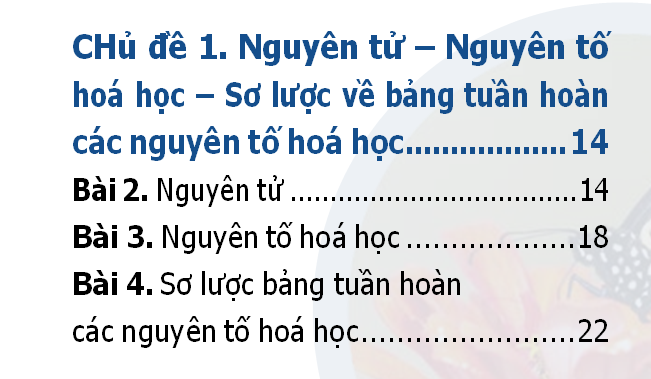 CHủ đề 1. Nguyên tử – Nguyên tố
hoá học – Sơ lược về bảng tuần hoàn
các nguyên tố hoá học..................14
Bài 2. Nguyên tử ....................................14
Bài 3. Nguyên tố hoá học .....................18
Bài 4. Sơ lược bảng tuần hoàn
các nguyên tố hoá học...........................22